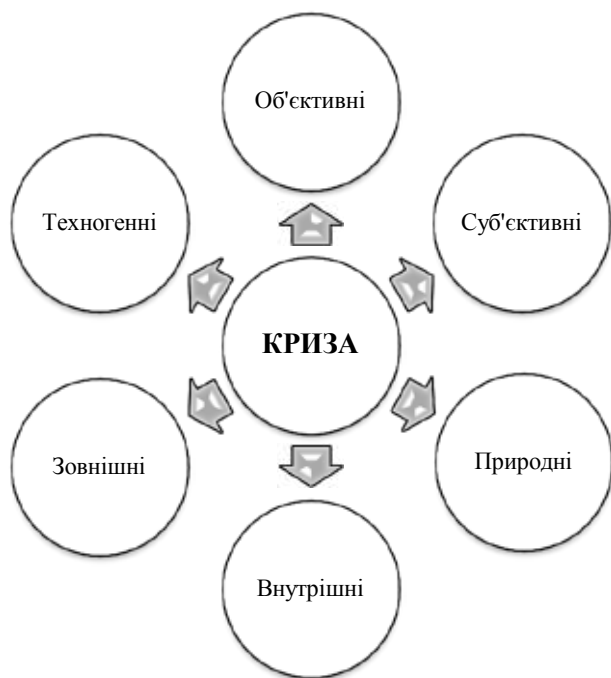 Об'єктивні
Техногенні
Суб'єктивні
КРИЗА
Зовнішні
Природні
Внутрішні